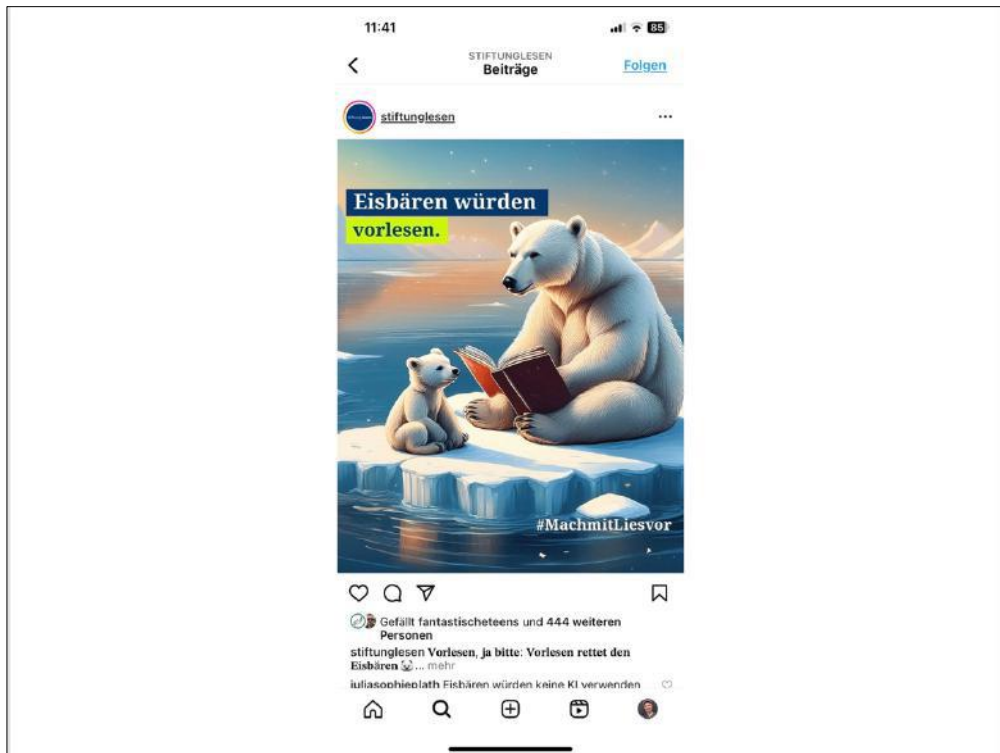 11:41
85
STIFTUNGLESEN
Beiträge
Folgen
stiftunglesen
Eisbären würden
vorlesen.
#MachmitLiesvor
Gefällt fantastischeteens und 444 weiteren
Personen
stiftunglesen Vorlesen, ja bitte: Vorlesen rettet den
Eisbären ... mehr
juliasophieplath Eisbären würden keine KI verwenden